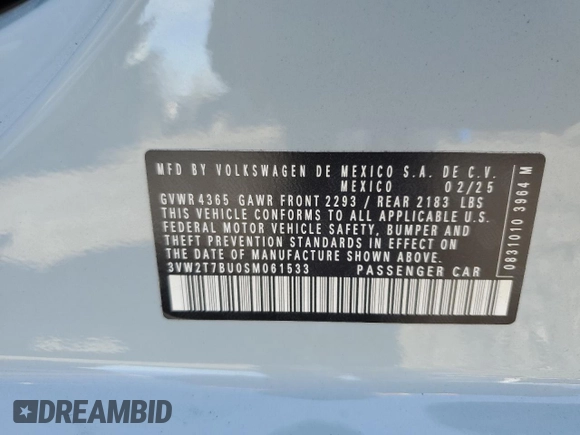 MFD BY VOLKSWAGEN DE MEXICO S.A. DE C.V.
MEXICO 02/25
GVWR 4365 GAWR FRONT 2293 / REAR 2183 LBS
THIS VEHICLE CONFORMS TO ALL APPLICABLE U.S.
FEDERAL MOTOR VEHICLE SAFETY, BUMPER AND
THEFT PREVENTION STANDARDS IN EFFECT ON
THE DATE OF MANUFACTURE SHOWN ABOVE.
3VW2T7BU0SM061533 PASSENGER CAR
0831010 3964 M
DREAMBID